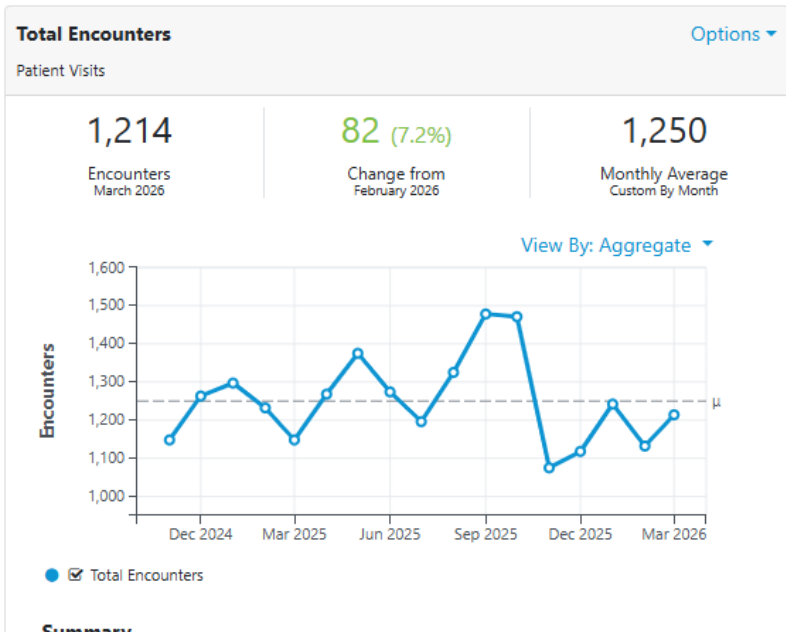 Total Encounters
Options
Patient Visits
1,214
Encounters
March 2026
82 (7.2%)
Change from
February 2026
1,250
Monthly Average
Custom By Month
View By: Aggregate
Encounters
1,600
1,500
1,400
1,300
1,200
1,100
1,000
μ
Dec 2024 Mar 2025 Jun 2025 Sep 2025 Dec 2025 Mar 2026
Total Encounters
Summary